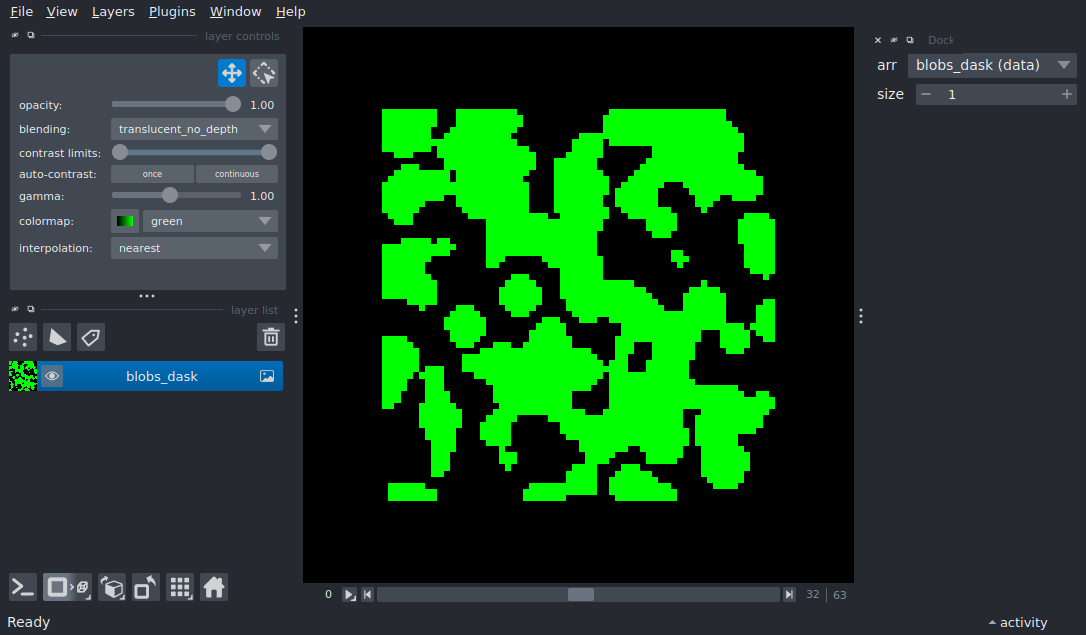 File View Layers Plugins Window Help
layer controls
opacity: 1.00
blending: translucent_no_depth
contrast limits:
auto-contrast: once continuous
gamma: 1.00
colormap: green
interpolation: nearest
layer list
blobs_dask
Dock
arr blobs_dask (data)
size 1
0 32 63
Ready
activity